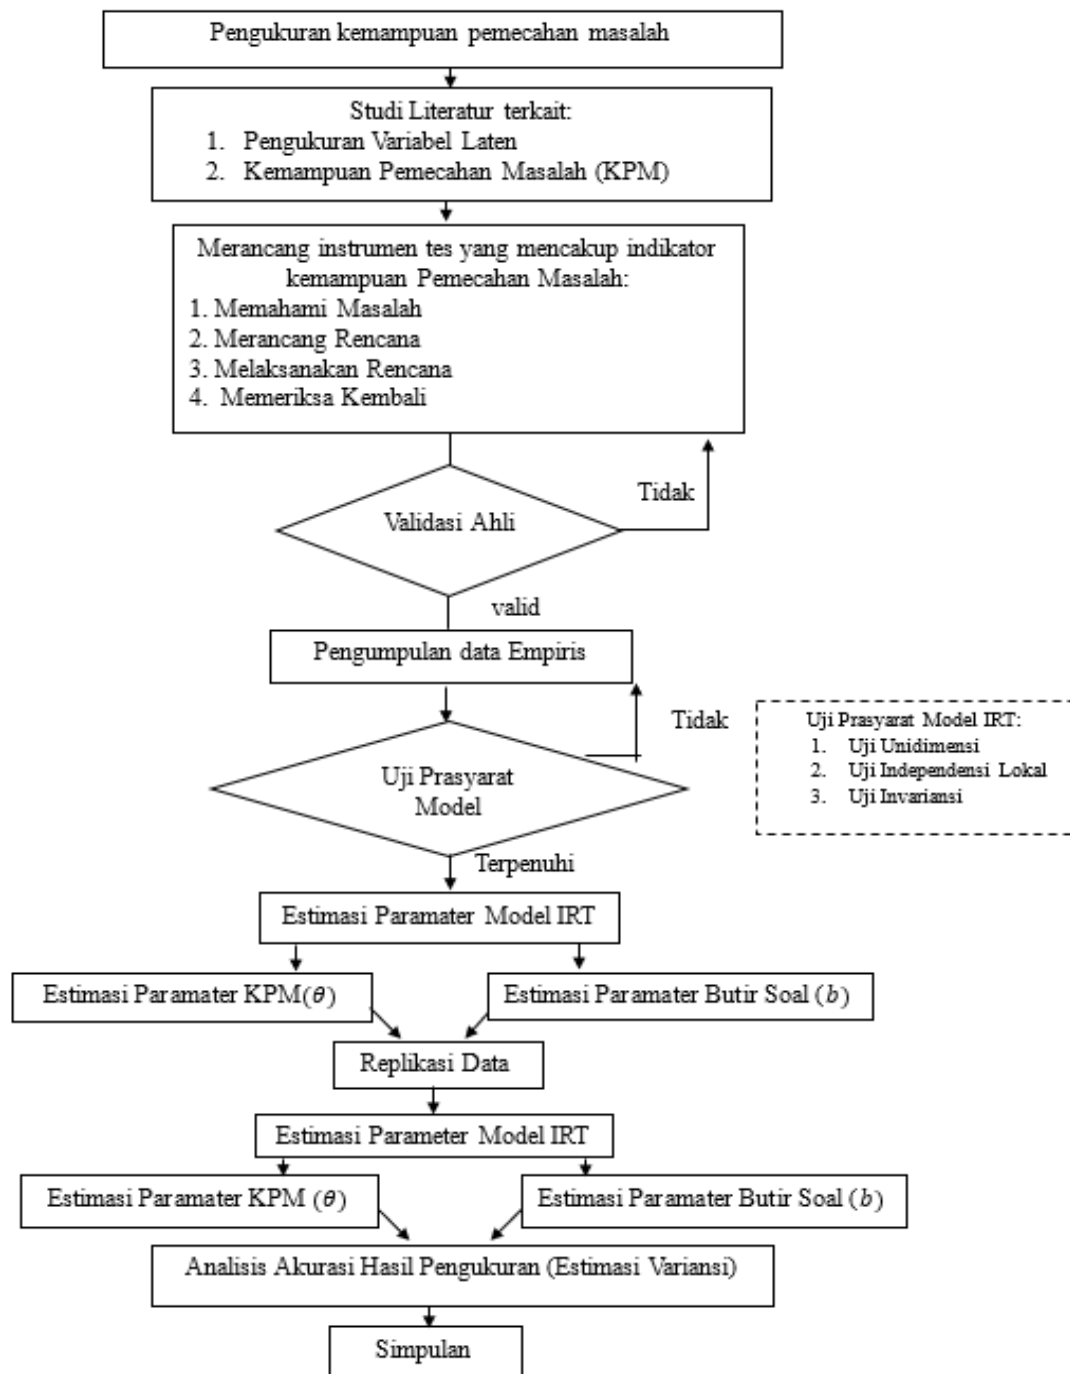 Pengukuran kemampuan pemecahan masalah
Studi Literatur terkait:
1. Pengukuran Variabel Laten
2. Kemampuan Pemecahan Masalah (KPM)
Merancang instrumen tes yang mencakup indikator
kemampuan Pemecahan Masalah:
1. Memahami Masalah
2. Merancang Rencana
3. Melaksanakan Rencana
4. Memeriksa Kembali
Tidak
Validasi Ahli
valid
Pengumpulan data Empiris
Tidak
Uji Prasyarat Model IRT:
1. Uji Unidimensi
2. Uji Independensi Lokal
3. Uji Invariansi
Uji Prasyarat
Model
Terpenuhi
Estimasi Paramater Model IRT
Estimasi Paramater KPM(θ)
Estimasi Paramater Butir Soal (b)
Replikasi Data
Estimasi Parameter Model IRT
Estimasi Paramater KPM (θ)
Estimasi Paramater Butir Soal (b)
Analisis Akurasi Hasil Pengukuran (Estimasi Variansi)
Simpulan